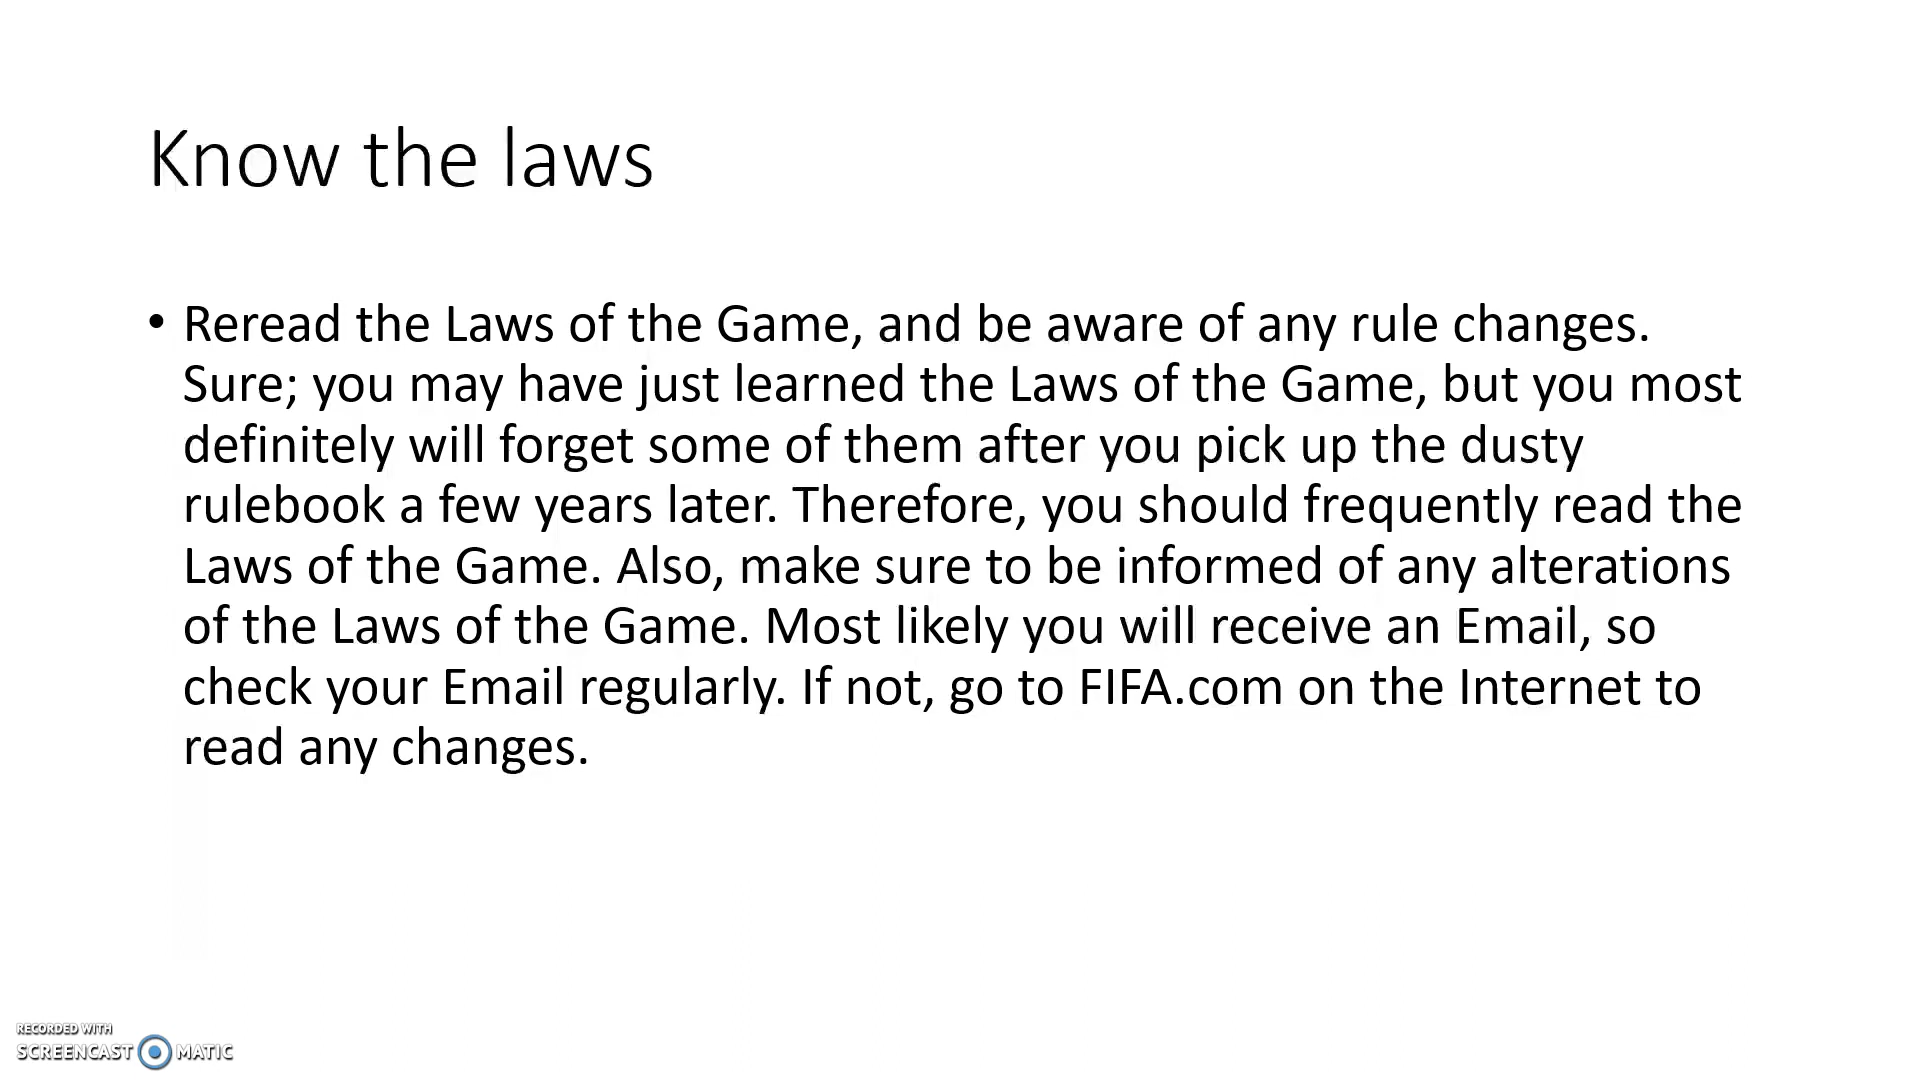 Know the laws
• Reread the Laws of the Game, and be aware of any rule changes.
Sure; you may have just learned the Laws of the Game, but you most
definitely will forget some of them after you pick up the dusty
rulebook a few years later. Therefore, you should frequently read the
Laws of the Game. Also, make sure to be informed of any alterations
of the Laws of the Game. Most likely you will receive an Email, so
check your Email regularly. If not, go to FIFA.com on the Internet to
read any changes.
RECORDED WITH
SCREENCAST MATIC